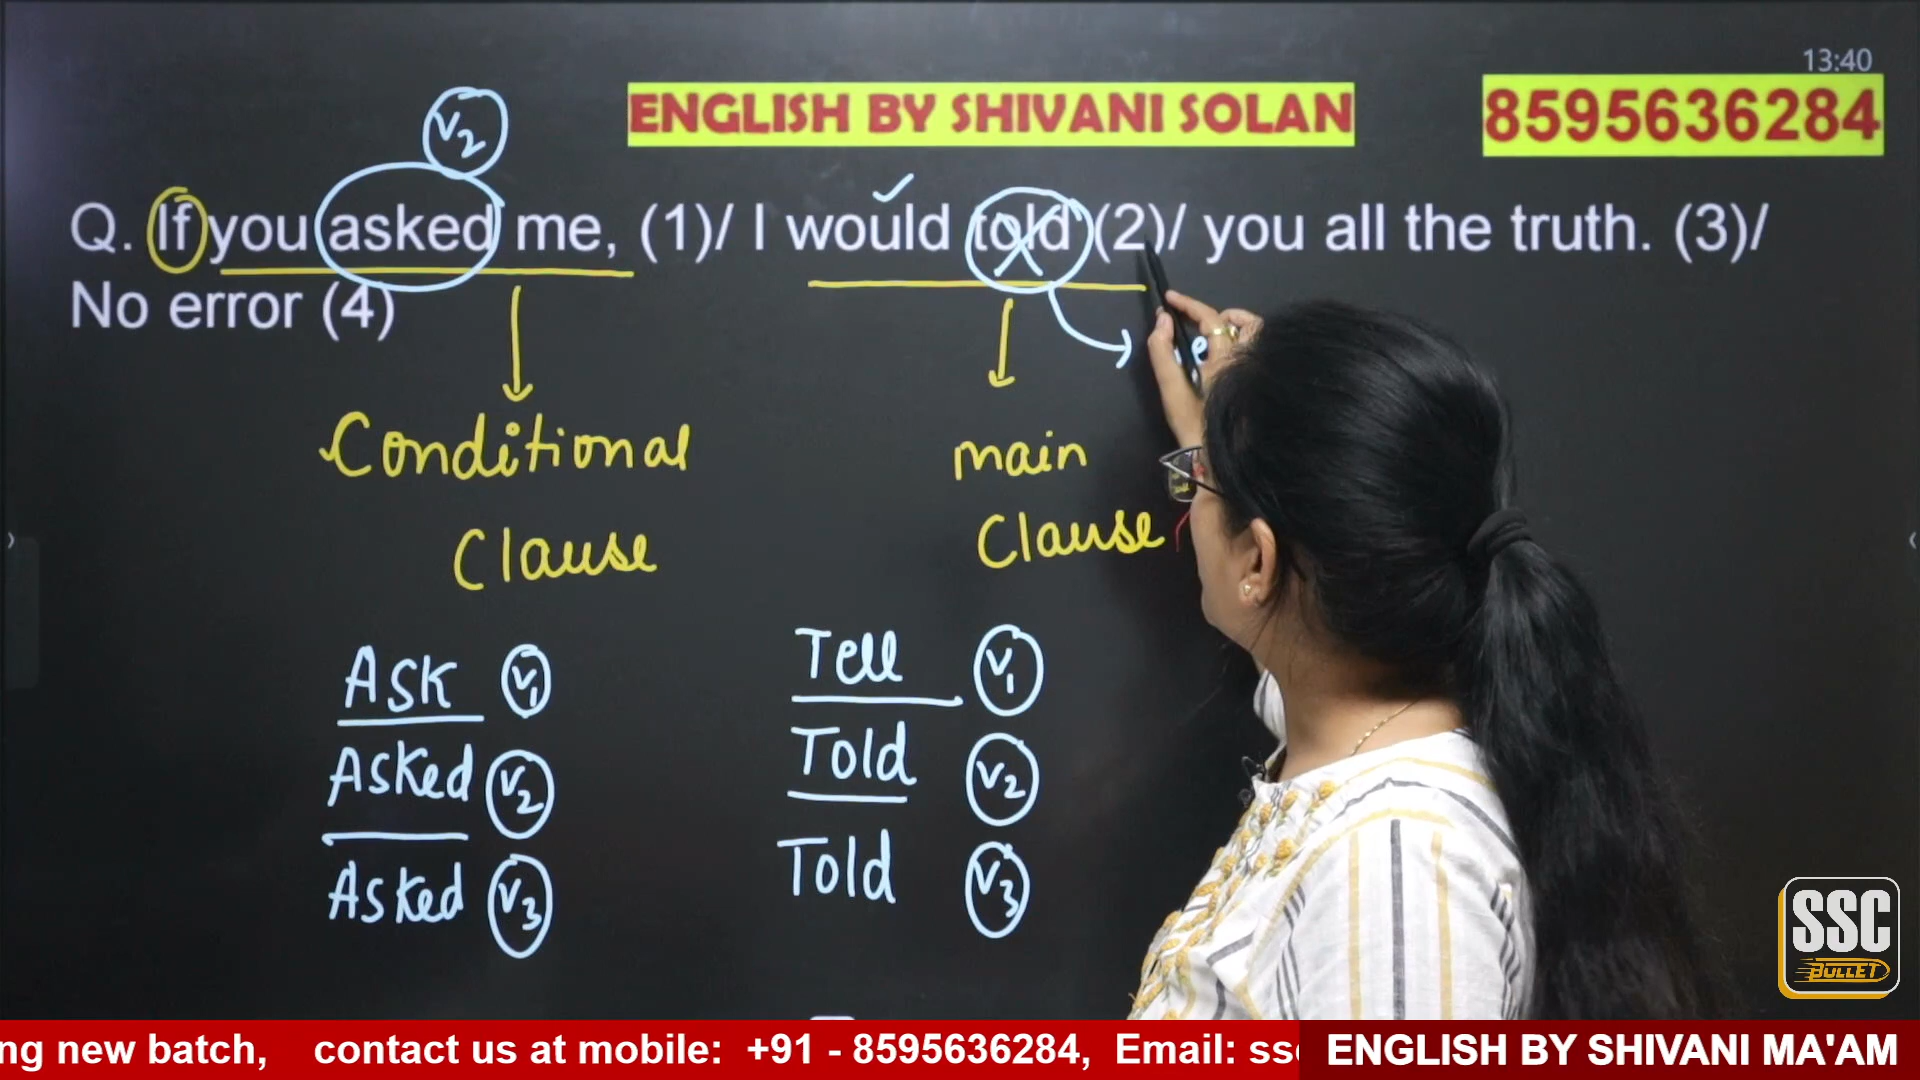 13:40
ENGLISH BY SHIVANI SOLAN
8595636284
V2
Q. If you asked me, (1)/ I would told (2)/ you all the truth. (3)/
No error (4)
Conditional
Clause
main
Clause
Ask V1
Asked V2
Asked V3
Tell V1
Told V2
Told V3
SSC
BULLET
ng new batch, contact us at mobile: +91 - 8595636284, Email: ss
ENGLISH BY SHIVANI MA'AM